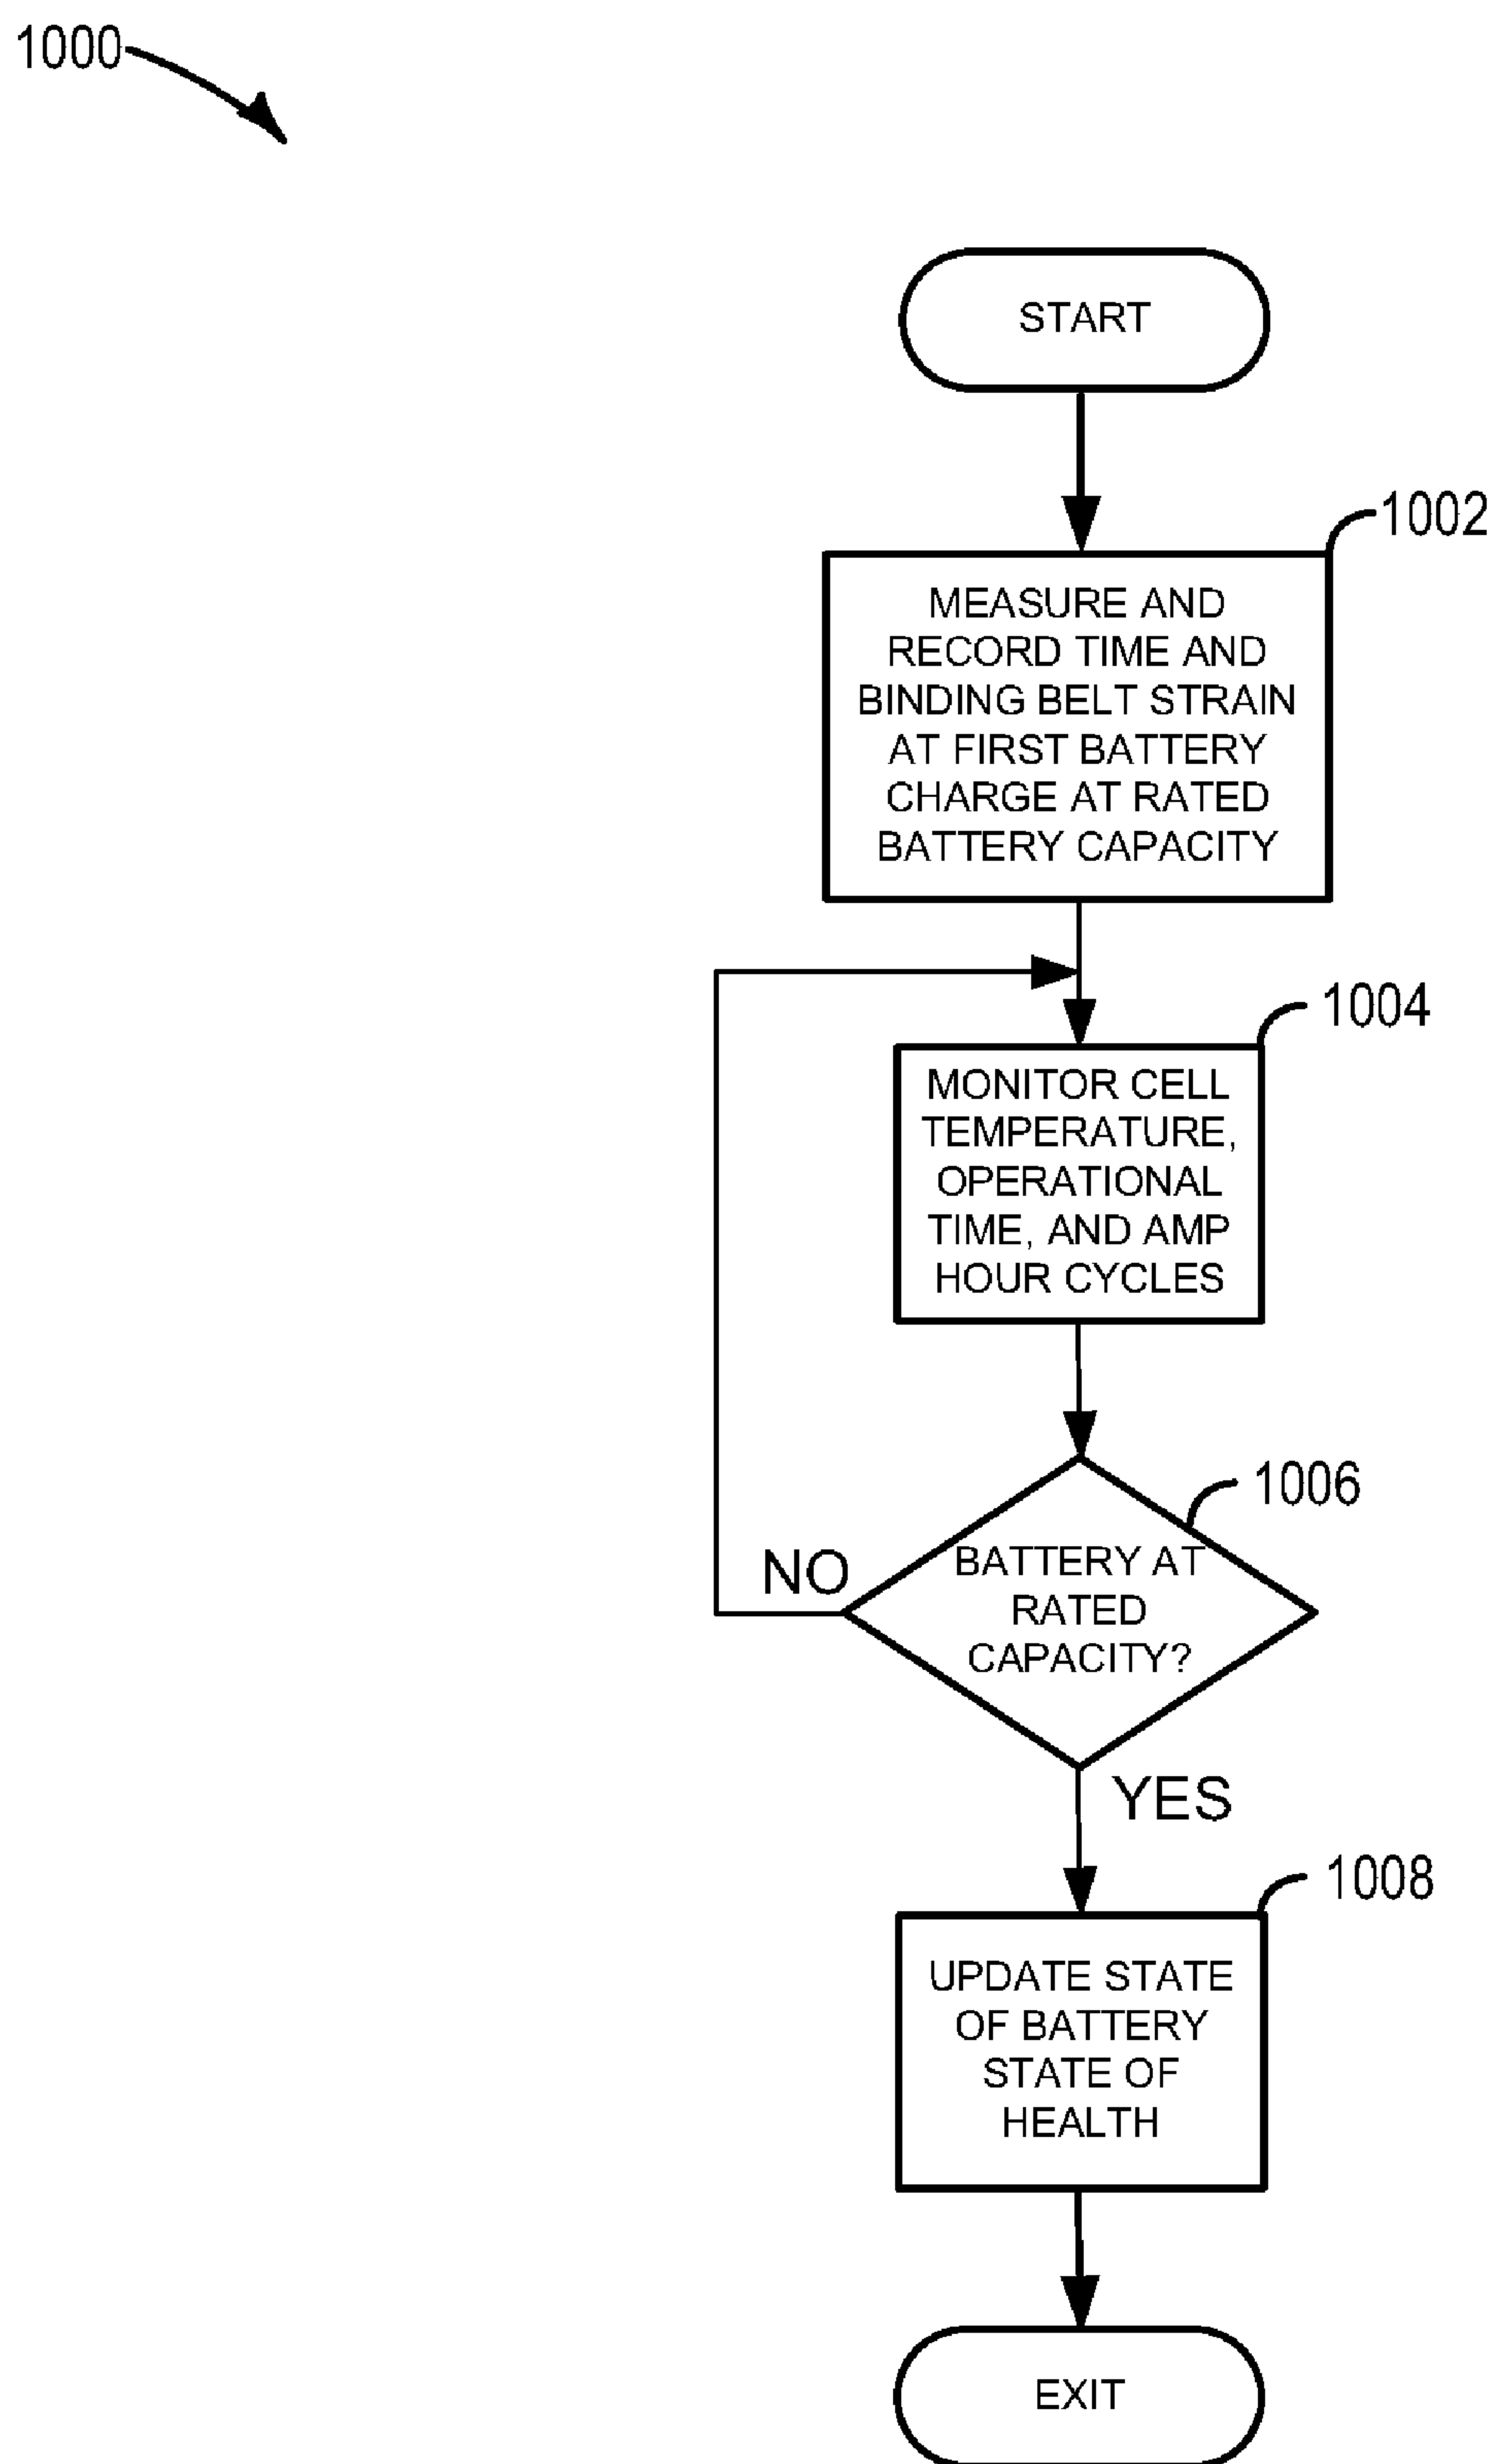 1000
START
1002
MEASURE AND
RECORD TIME AND
BINDING BELT STRAIN
AT FIRST BATTERY
CHARGE AT RATED
BATTERY CAPACITY
1004
MONITOR CELL
TEMPERATURE,
OPERATIONAL
TIME, AND AMP
HOUR CYCLES
1006
BATTERY AT
RATED
CAPACITY?
NO
YES
1008
UPDATE STATE
OF BATTERY
STATE OF
HEALTH
EXIT